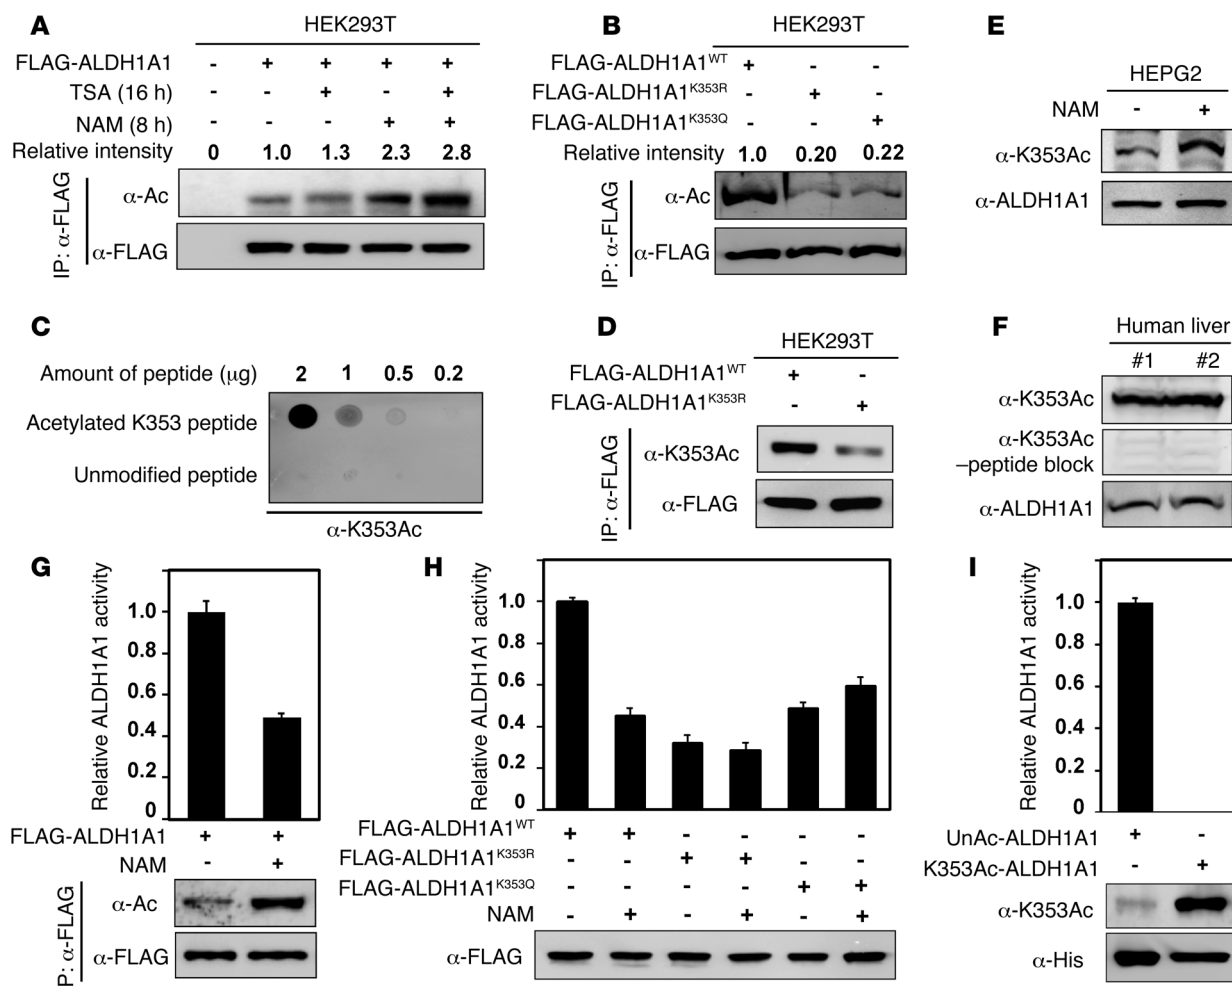 A
HEK293T
FLAG-ALDH1A1 - + + + +
TSA (16 h) - - + - +
NAM (8 h) - - - + +
Relative intensity 0 1.0 1.3 2.3 2.8
IP: α-FLAG
α-Ac
α-FLAG
B
HEK293T
FLAG-ALDH1A1WT + - -
FLAG-ALDH1A1K353R - + -
FLAG-ALDH1A1K353Q - - +
Relative intensity 1.0 0.20 0.22
IP: α-FLAG
α-Ac
α-FLAG
E
HEPG2
NAM - +
α-K353Ac
α-ALDH1A1
C
Amount of peptide (µg) 2 1 0.5 0.2
Acetylated K353 peptide
Unmodified peptide
α-K353Ac
D
HEK293T
FLAG-ALDH1A1WT + -
FLAG-ALDH1A1K353R - +
IP: α-FLAG
α-K353Ac
α-FLAG
F
Human liver
#1 #2
α-K353Ac
α-K353Ac
–peptide block
α-ALDH1A1
G
Relative ALDH1A1 activity
1.0
0.8
0.6
0.4
0.2
0
FLAG-ALDH1A1 + +
NAM - +
P: α-FLAG
α-Ac
α-FLAG
H
Relative ALDH1A1 activity
1.0
0.8
0.6
0.4
0.2
0
FLAG-ALDH1A1WT + + - - - -
FLAG-ALDH1A1K353R - - + + - -
FLAG-ALDH1A1K353Q - - - - + +
NAM - + - + - +
α-FLAG
I
Relative ALDH1A1 activity
1.0
0.8
0.6
0.4
0.2
0
UnAc-ALDH1A1 + -
K353Ac-ALDH1A1 - +
α-K353Ac
α-His